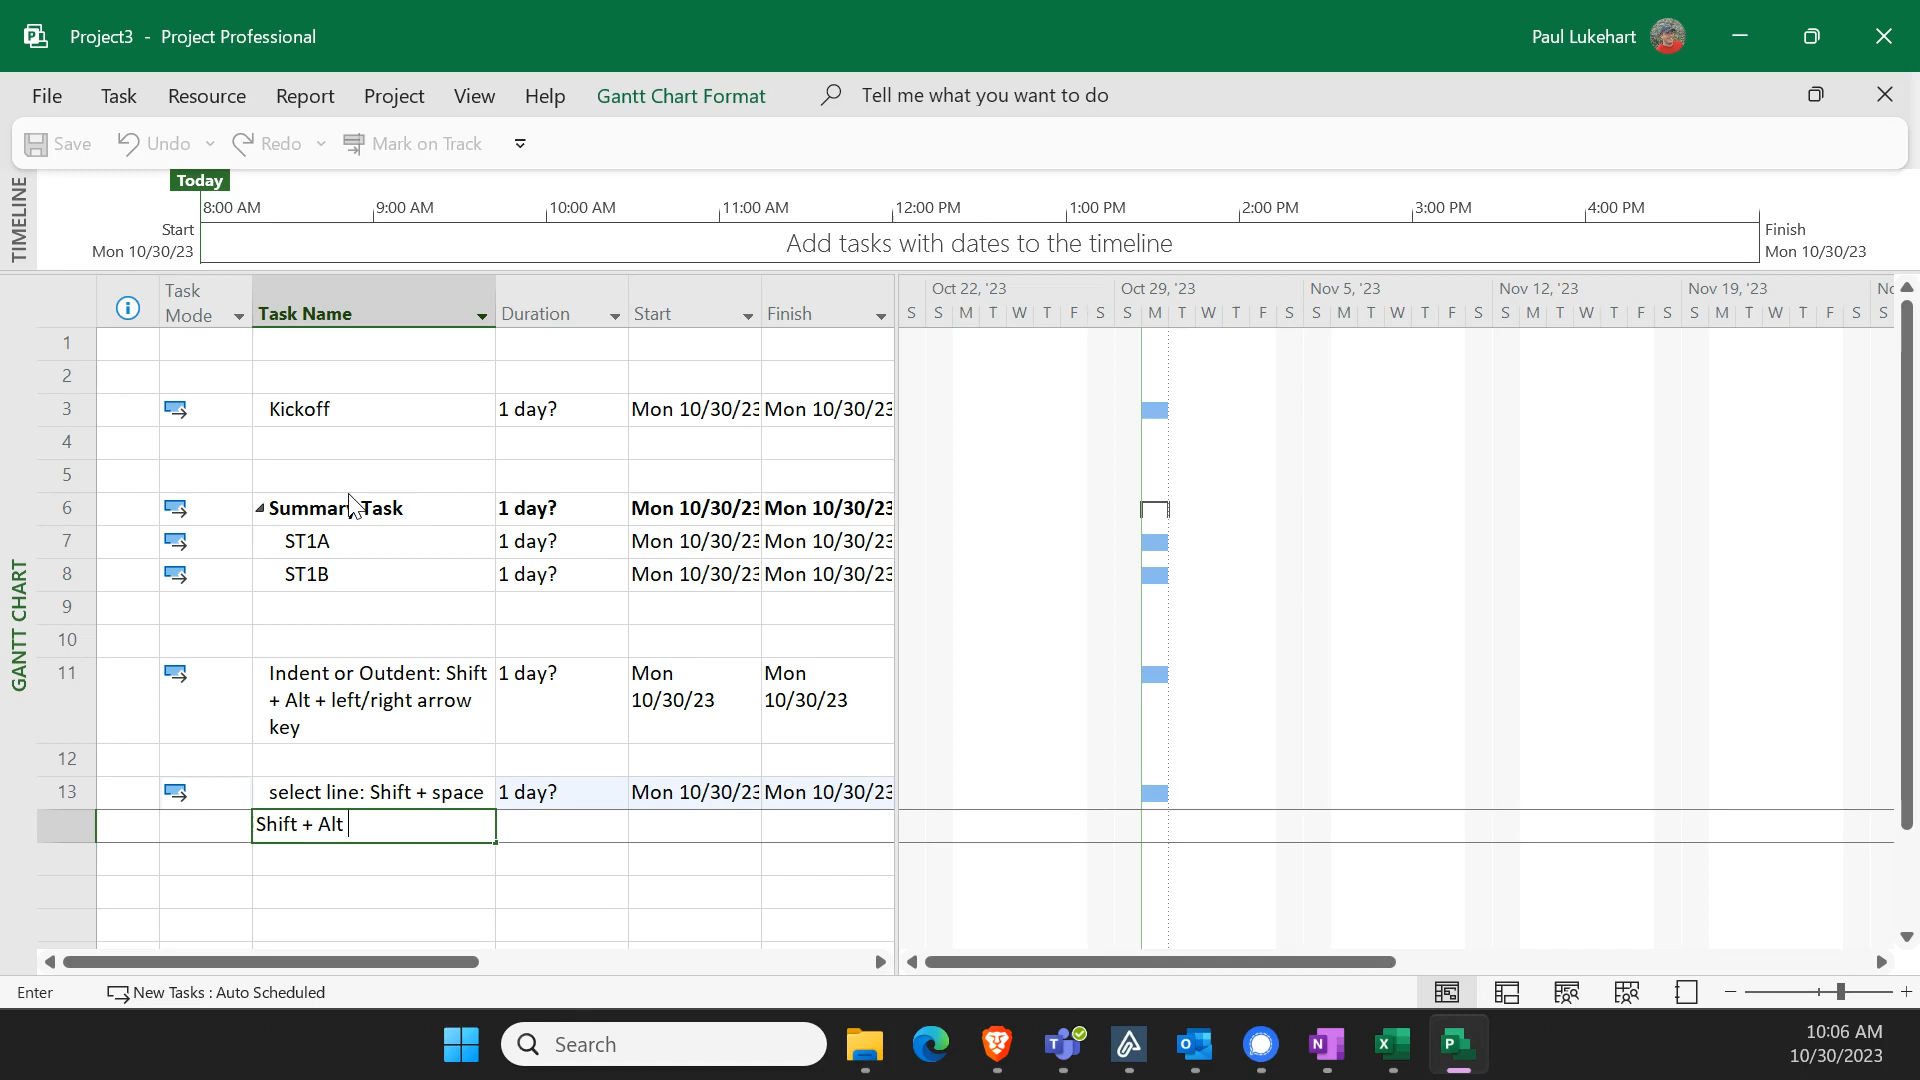 Project3 - Project Professional
Paul Lukehart
File Task Resource Report Project View Help Gantt Chart Format Tell me what you want to do
Save Undo Redo Mark on Track
TIMELINE
Today
8:00 AM 9:00 AM 10:00 AM 11:00 AM 12:00 PM 1:00 PM 2:00 PM 3:00 PM 4:00 PM
Start
Mon 10/30/23
Add tasks with dates to the timeline
Finish
Mon 10/30/23
Task
Mode
Task Name
Duration
Start
Finish
Oct 22, '23 Oct 29, '23 Nov 5, '23 Nov 12, '23 Nov 19, '23
S S M T W T F S S M T W T F S S M T W T F S S M T W T F S S M T W T F S S
GANTT CHART
1
2
3 Kickoff 1 day? Mon 10/30/23 Mon 10/30/23
4
5
6 Summary Task 1 day? Mon 10/30/23 Mon 10/30/23
7 ST1A 1 day? Mon 10/30/23 Mon 10/30/23
8 ST1B 1 day? Mon 10/30/23 Mon 10/30/23
9
10
11 Indent or Outdent: Shift 1 day? Mon Mon
+ Alt + left/right arrow 10/30/23 10/30/23
key
12
13 select line: Shift + space 1 day? Mon 10/30/23 Mon 10/30/23
Shift + Alt
Enter New Tasks : Auto Scheduled
Search
10:06 AM
10/30/2023